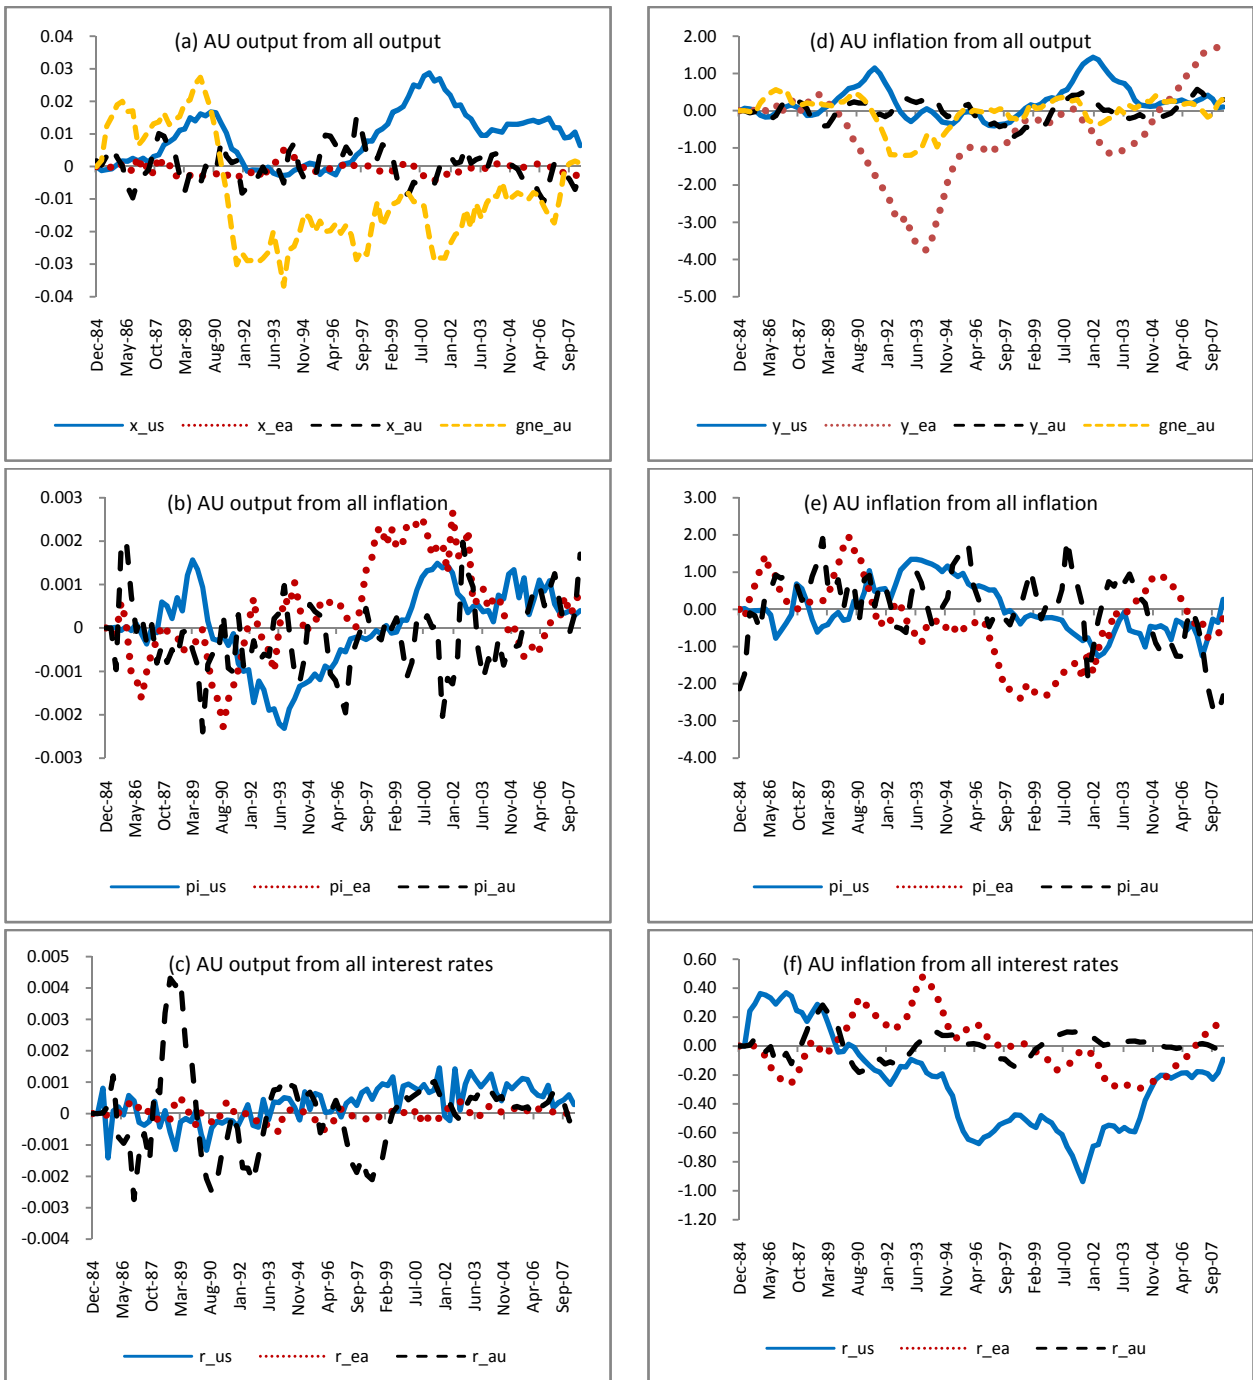 (a) AU output from all output
0.04
0.03
0.02
0.01
0
-0.01
-0.02
-0.03
-0.04
Dec-84
May-86
Oct-87
Mar-89
Aug-90
Jan-92
Jun-93
Nov-94
Apr-96
Sep-97
Feb-99
Jul-00
Jan-02
Jun-03
Nov-04
Apr-06
Sep-07
x_us x_ea x_au gne_au
(d) AU inflation from all output
2.00
1.00
0.00
-1.00
-2.00
-3.00
-4.00
-5.00
Dec-84
May-86
Oct-87
Mar-89
Aug-90
Jan-92
Jun-93
Nov-94
Apr-96
Sep-97
Feb-99
Jul-00
Jan-02
Jun-03
Nov-04
Apr-06
Sep-07
y_us y_ea y_au gne_au
(b) AU output from all inflation
0.003
0.002
0.001
0
-0.001
-0.002
-0.003
Dec-84
May-86
Oct-87
Mar-89
Aug-90
Jan-92
Jun-93
Nov-94
Apr-96
Sep-97
Feb-99
Jul-00
Jan-02
Jun-03
Nov-04
Apr-06
Sep-07
pi_us pi_ea pi_au
(e) AU inflation from all inflation
3.00
2.00
1.00
0.00
-1.00
-2.00
-3.00
-4.00
Dec-84
May-86
Oct-87
Mar-89
Aug-90
Jan-92
Jun-93
Nov-94
Apr-96
Sep-97
Feb-99
Jul-00
Jan-02
Jun-03
Nov-04
Apr-06
Sep-07
pi_us pi_ea pi_au
(c) AU output from all interest rates
0.005
0.004
0.003
0.002
0.001
0
-0.001
-0.002
-0.003
-0.004
Dec-84
May-86
Oct-87
Mar-89
Aug-90
Jan-92
Jun-93
Nov-94
Apr-96
Sep-97
Feb-99
Jul-00
Jan-02
Jun-03
Nov-04
Apr-06
Sep-07
r_us r_ea r_au
(f) AU inflation from all interest rates
0.60
0.40
0.20
0.00
-0.20
-0.40
-0.60
-0.80
-1.00
-1.20
Dec-84
May-86
Oct-87
Mar-89
Aug-90
Jan-92
Jun-93
Nov-94
Apr-96
Sep-97
Feb-99
Jul-00
Jan-02
Jun-03
Nov-04
Apr-06
Sep-07
r_us r_ea r_au